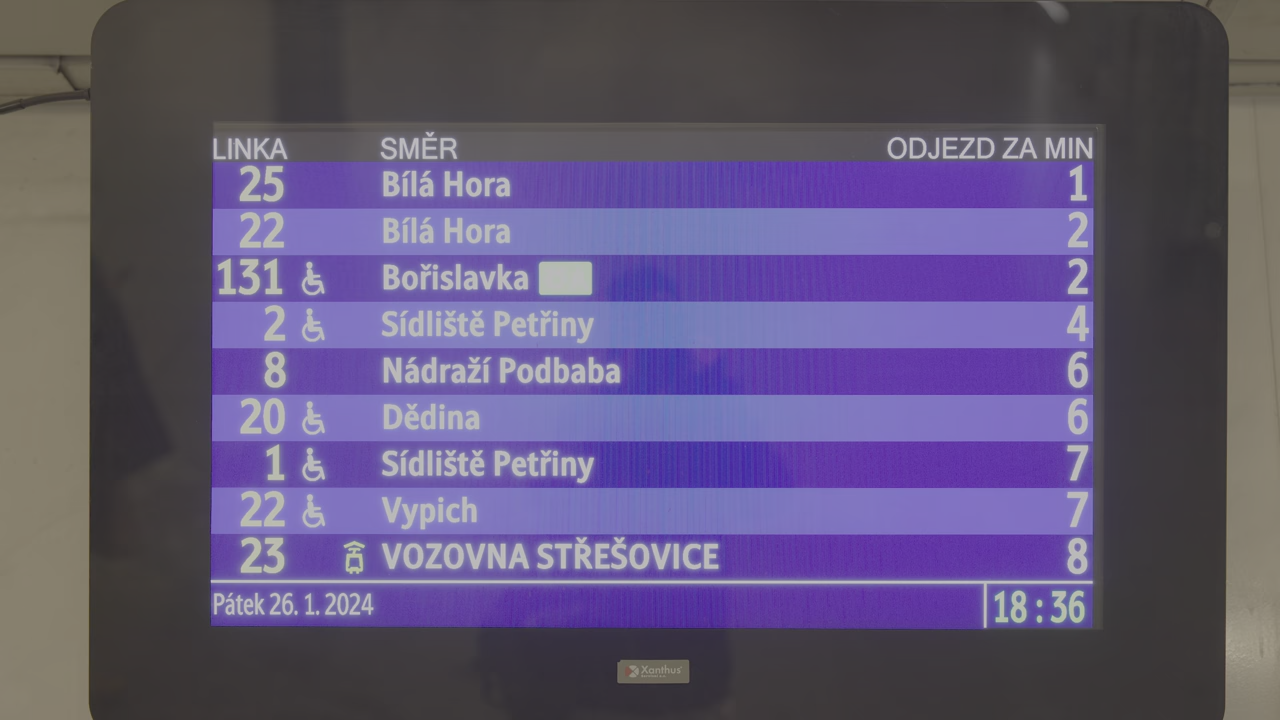 LINKA SMĚR ODJEZD ZA MIN
25 Bílá Hora 1
22 Bílá Hora 2
131 Bořislavka 2
2 Sídliště Petřiny 4
8 Nádraží Podbaba 6
20 Dědina 6
1 Sídliště Petřiny 7
22 Vypich 7
23 VOZOVNA STŘEŠOVICE 8
Pátek 26. 1. 2024 18:36
Xanthus